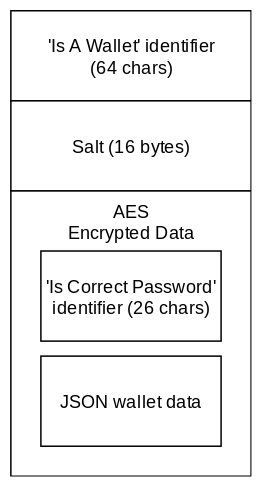 'Is A Wallet' identifier
(64 chars)
Salt (16 bytes)
AES
Encrypted Data
'Is Correct Password'
identifier (26 chars)
JSON wallet data